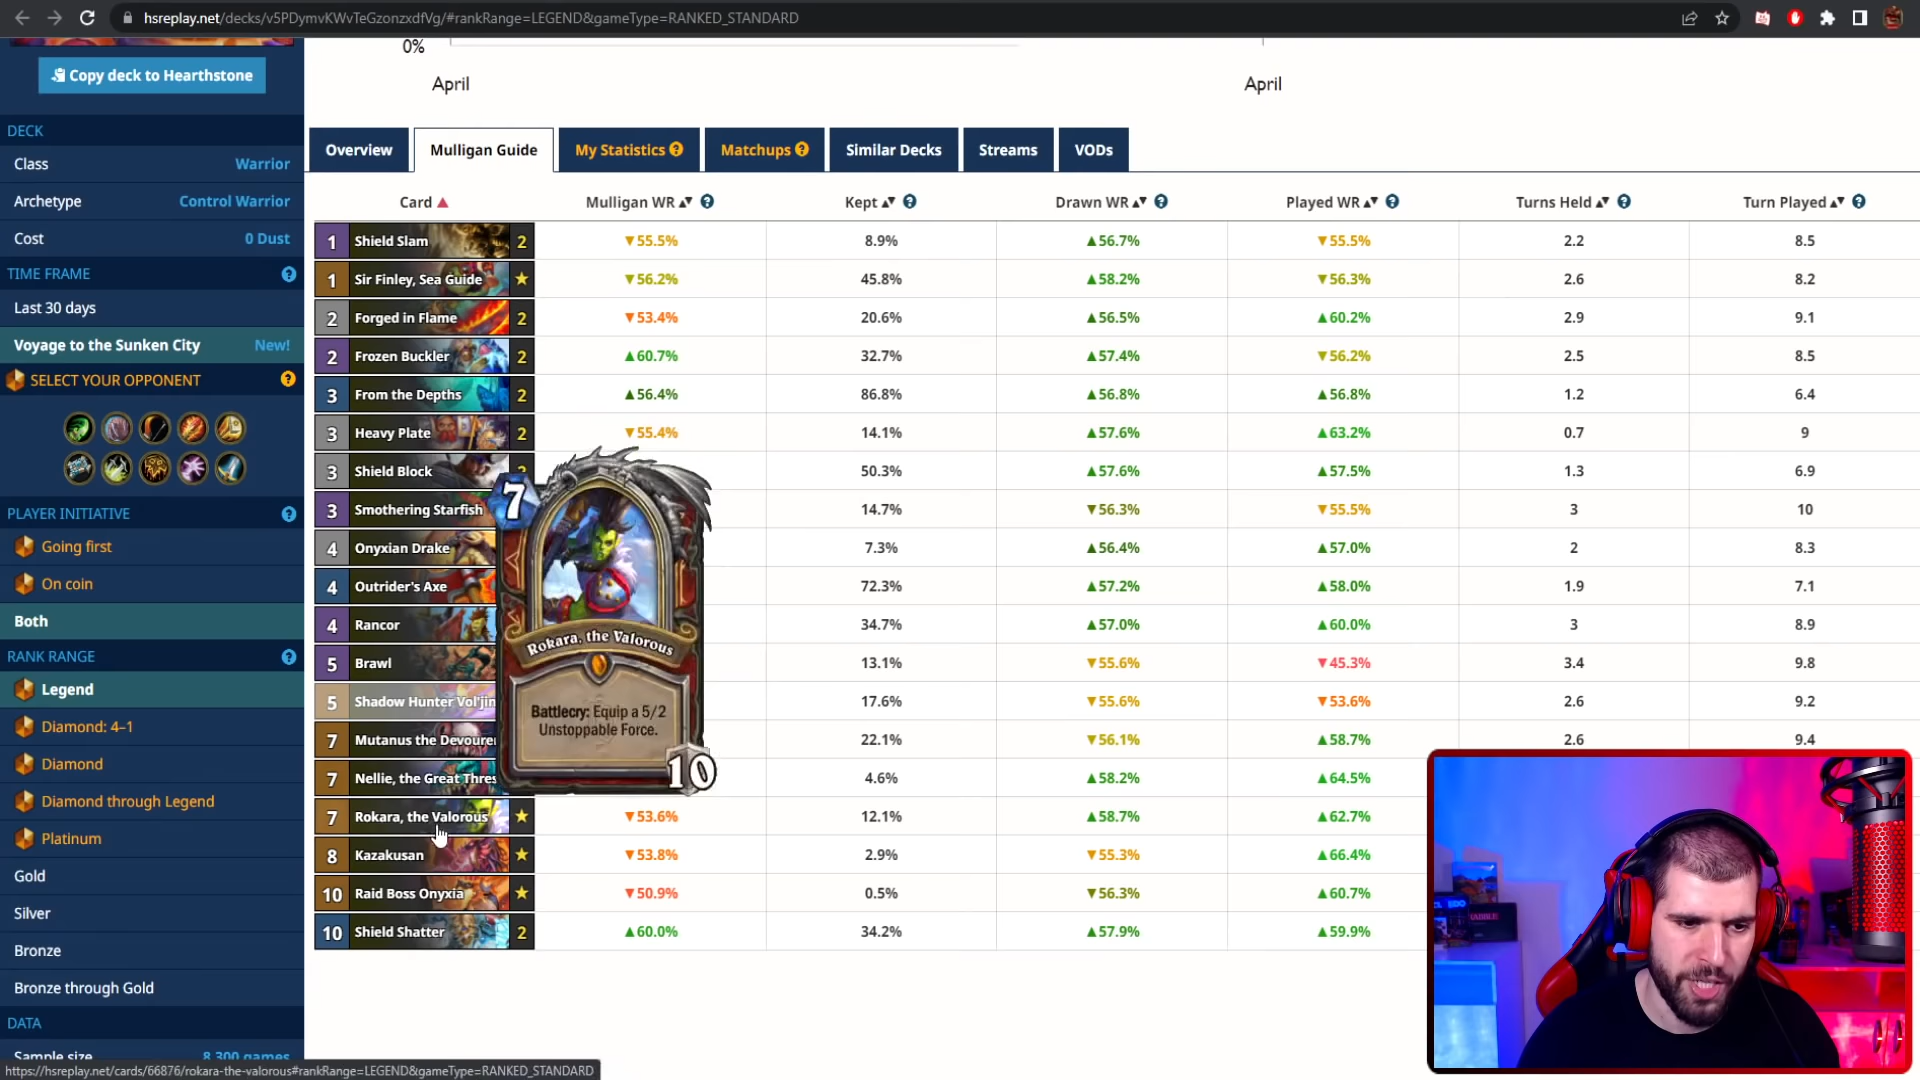 hsreplay.net/decks/v5PDymvKWvTeGzonzxdfVg/#rankRange=LEGEND&gameType=RANKED_STANDARD
Copy deck to Hearthstone
DECK
Class Warrior
Archetype Control Warrior
Cost 0 Dust
TIME FRAME ?
Last 30 days
Voyage to the Sunken City New!
SELECT YOUR OPPONENT ?
PLAYER INITIATIVE ?
Going first
On coin
Both
RANK RANGE ?
Legend
Diamond: 4–1
Diamond
Diamond through Legend
Platinum
Gold
Silver
Bronze
Bronze through Gold
DATA
Sample size 8,300 games
0%
April April
Overview Mulligan Guide My Statistics ? Matchups ? Similar Decks Streams VODs
Card ▲ Mulligan WR ▲▼ ? Kept ▲▼ ? Drawn WR ▲▼ ? Played WR ▲▼ ? Turns Held ▲▼ ? Turn Played ▲▼ ?
1 Shield Slam 2 ▼55.5% 8.9% ▲56.7% ▼55.5% 2.2 8.5
1 Sir Finley, Sea Guide ★ ▼56.2% 45.8% ▲58.2% ▼56.3% 2.6 8.2
2 Forged in Flame 2 ▼53.4% 20.6% ▲56.5% ▲60.2% 2.9 9.1
2 Frozen Buckler 2 ▲60.7% 32.7% ▲57.4% ▼56.2% 2.5 8.5
3 From the Depths 2 ▲56.4% 86.8% ▲56.8% ▲56.8% 1.2 6.4
3 Heavy Plate 2 ▼55.4% 14.1% ▲57.6% ▲63.2% 0.7 9
3 Shield Block 2 50.3% ▲57.6% ▲57.5% 1.3 6.9
3 Smothering Starfish 14.7% ▼56.3% ▼55.5% 3 10
4 Onyxian Drake 7.3% ▲56.4% ▲57.0% 2 8.3
4 Outrider's Axe 72.3% ▲57.2% ▲58.0% 1.9 7.1
4 Rancor 34.7% ▲57.0% ▲60.0% 3 8.9
5 Brawl 13.1% ▼55.6% ▼45.3% 3.4 9.8
5 Shadow Hunter Vol'jin 17.6% ▼55.6% ▼53.6% 2.6 9.2
7 Mutanus the Devourer 22.1% ▼56.1% ▲58.7% 2.6 9.4
7 Nellie, the Great Thres 4.6% ▲58.2% ▲64.5%
7 Rokara, the Valorous ★ ▼53.6% 12.1% ▲58.7% ▲62.7%
8 Kazakusan ★ ▼53.8% 2.9% ▼55.3% ▲66.4%
10 Raid Boss Onyxia ★ ▼50.9% 0.5% ▼56.3% ▲60.7%
10 Shield Shatter 2 ▲60.0% 34.2% ▲57.9% ▲59.9%
7
Rokara, the Valorous
Battlecry: Equip a 5/2
Unstoppable Force.
10
https://hsreplay.net/cards/66876/rokara-the-valorous#rankRange=LEGEND&gameType=RANKED_STANDARD